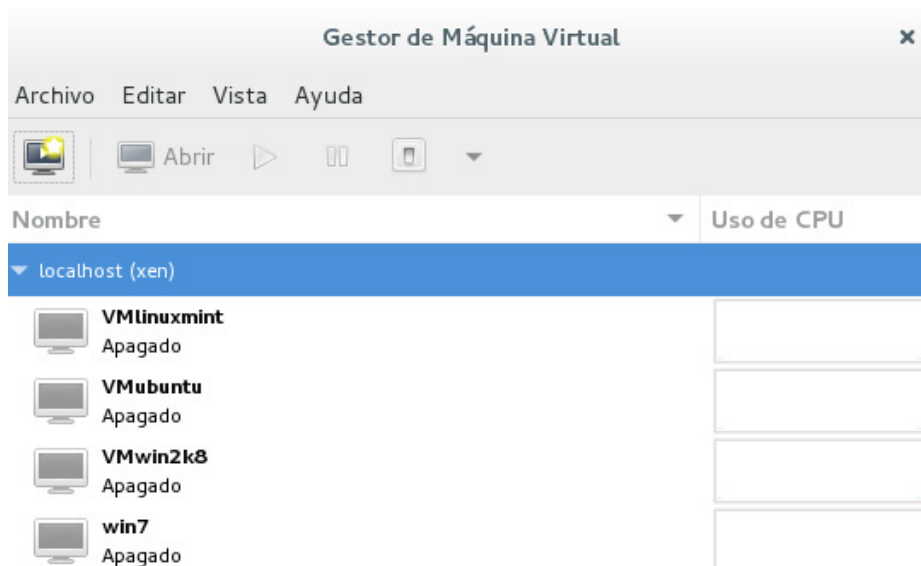 Gestor de Máquina Virtual
Archivo Editar Vista Ayuda
Abrir
Nombre Uso de CPU
localhost (xen)
VMlinuxmint
Apagado
VMubuntu
Apagado
VMwin2k8
Apagado
win7
Apagado